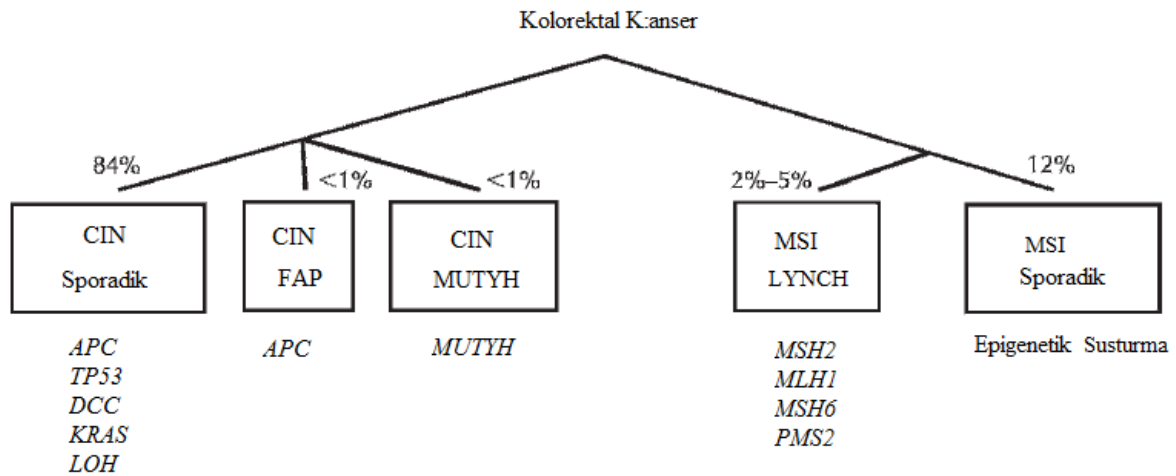 Kolorektal K:anser
84%
<1%
<1%
2%–5%
12%
CIN
Sporadik
CIN
FAP
CIN
MUTYH
MSI
LYNCH
MSI
Sporadik
APC
TP53
DCC
KRAS
LOH
APC
MUTYH
MSH2
MLH1
MSH6
PMS2
Epigenetik Susturma